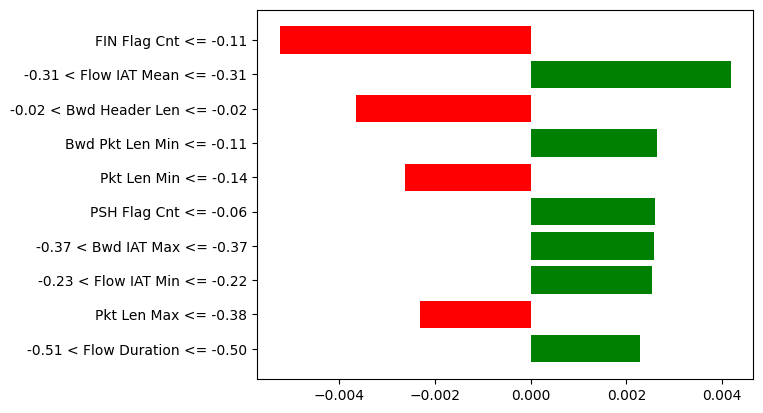 FIN Flag Cnt <= -0.11
-0.31 < Flow IAT Mean <= -0.31
-0.02 < Bwd Header Len <= -0.02
Bwd Pkt Len Min <= -0.11
Pkt Len Min <= -0.14
PSH Flag Cnt <= -0.06
-0.37 < Bwd IAT Max <= -0.37
-0.23 < Flow IAT Min <= -0.22
Pkt Len Max <= -0.38
-0.51 < Flow Duration <= -0.50
−0.004 −0.002 0.000 0.002 0.004